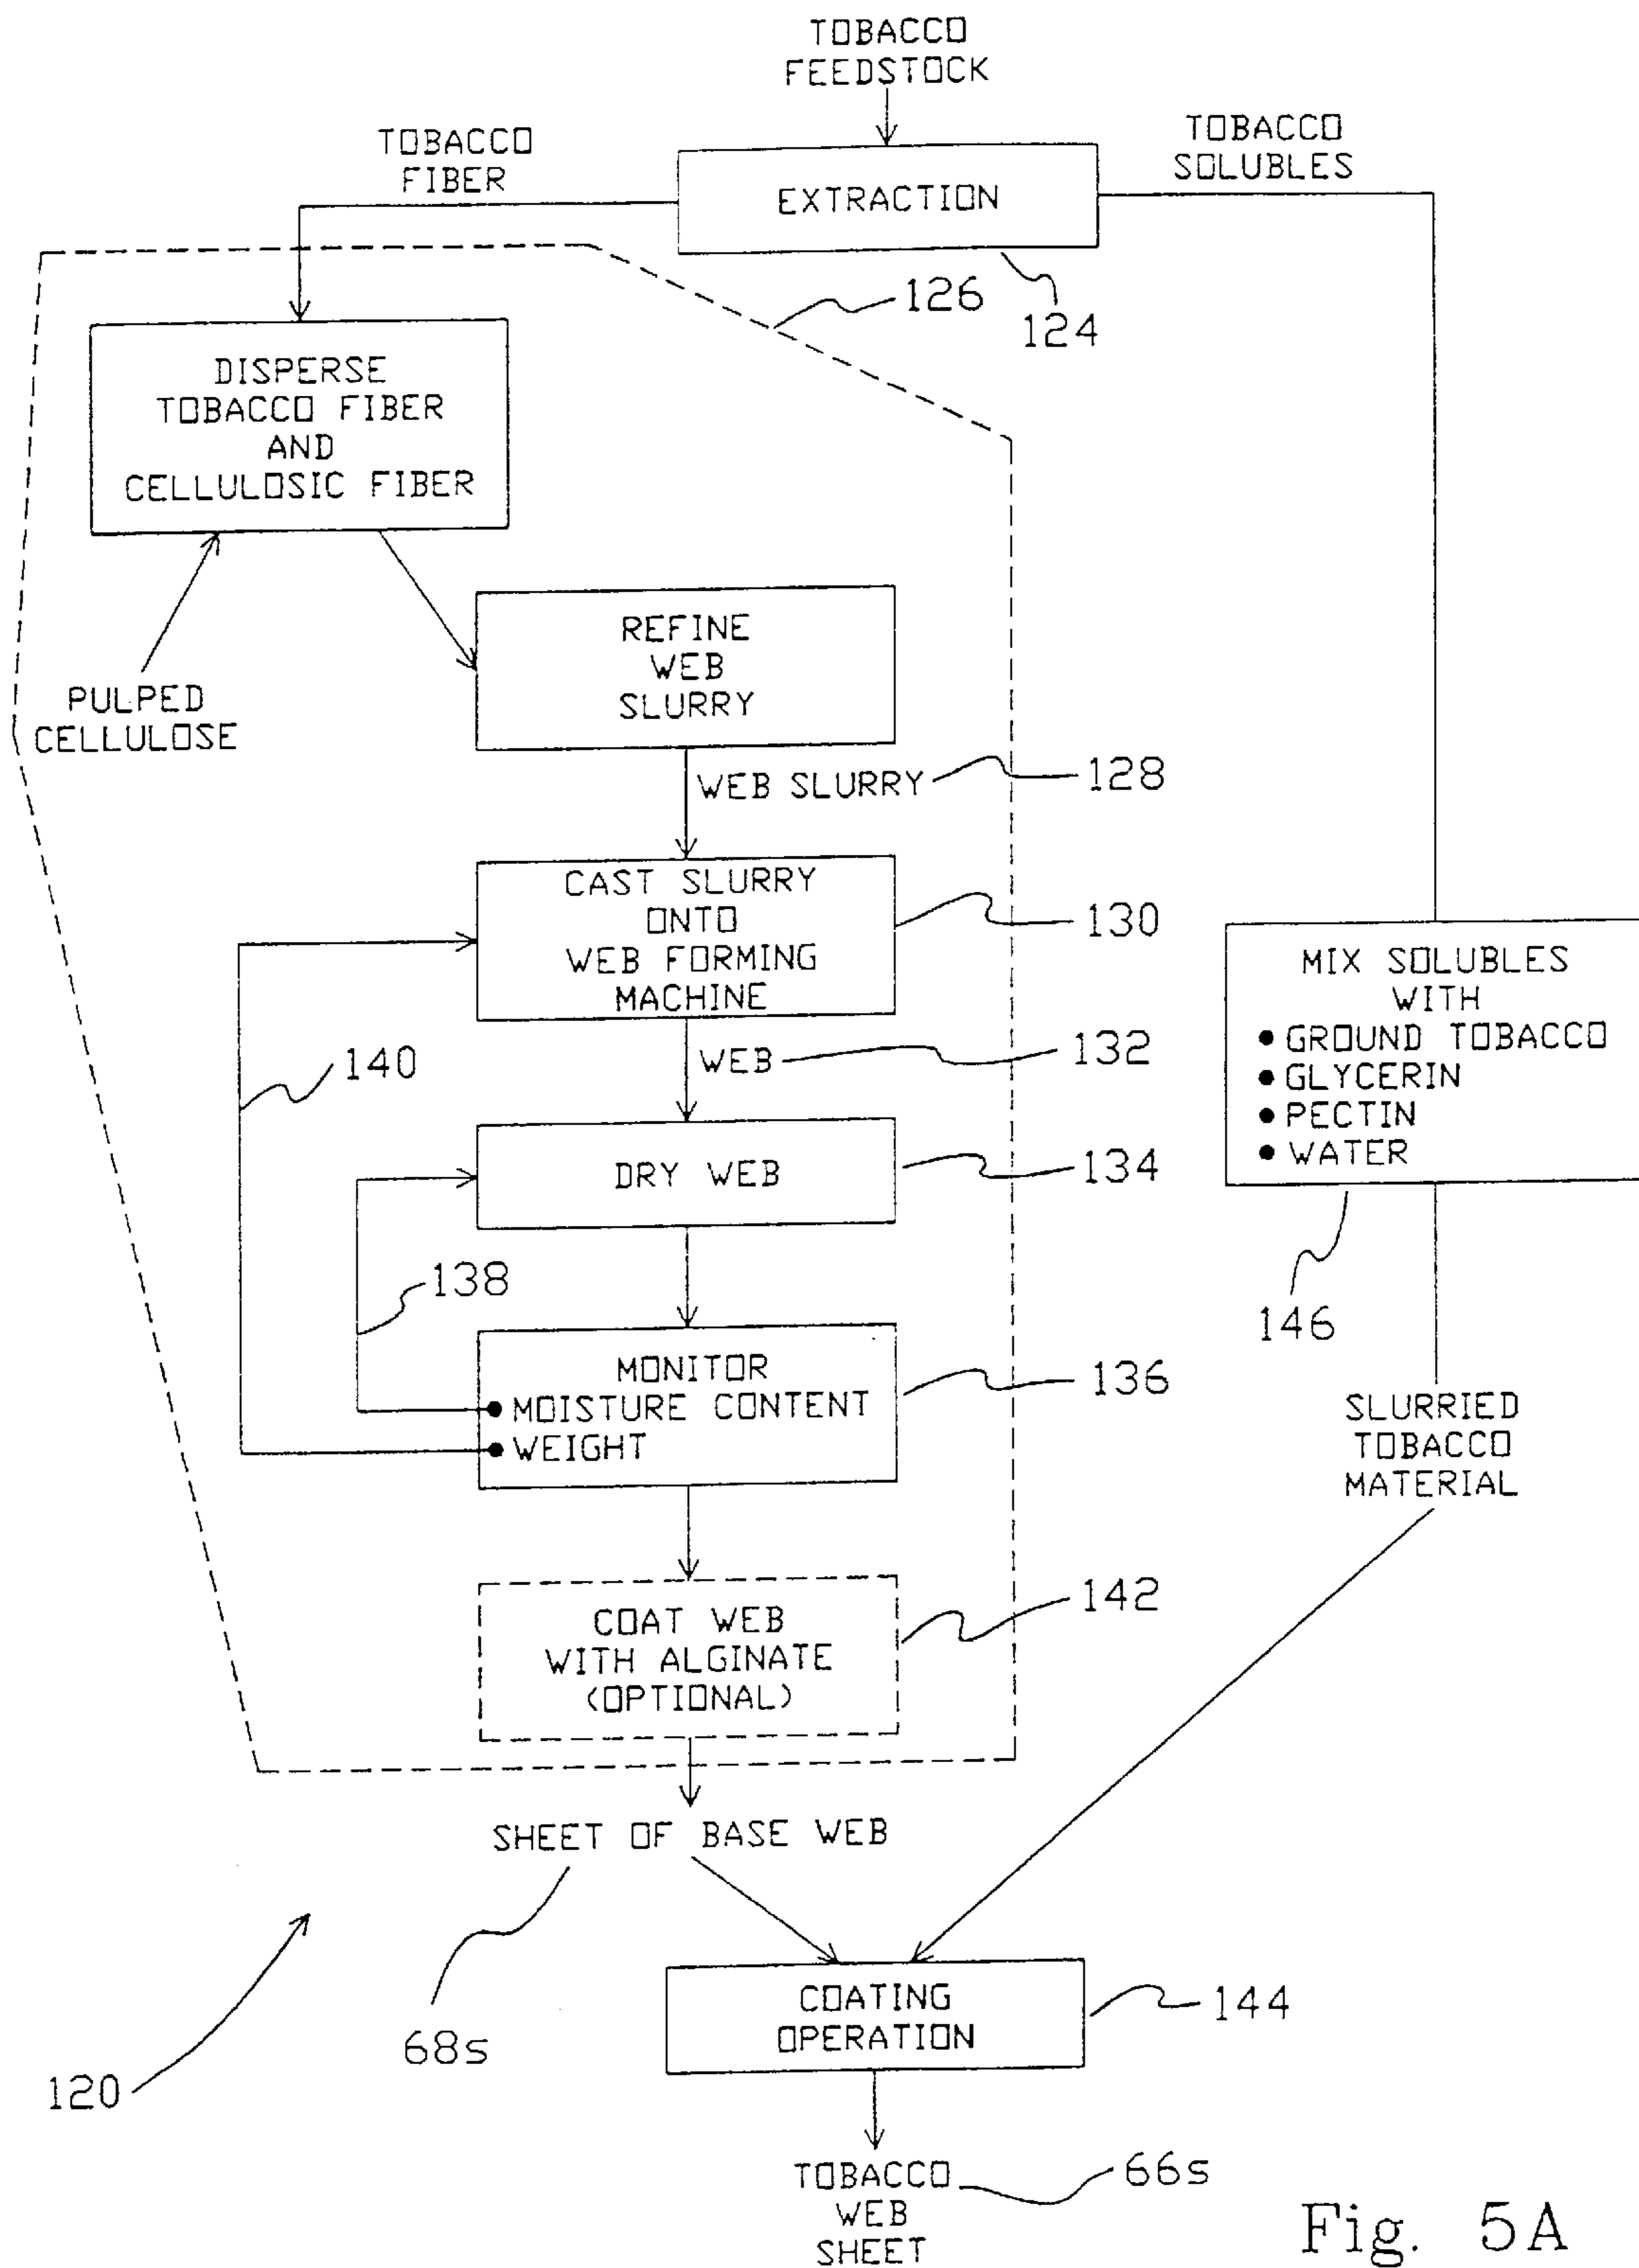 TOBACCO
FEEDSTOCK
TOBACCO
FIBER
EXTRACTION
TOBACCO
SOLUBLES
124
126
DISPERSE
TOBACCO FIBER
AND
CELLULOSIC FIBER
PULPED
CELLULOSE
REFINE
WEB
SLURRY
WEB SLURRY
128
CAST SLURRY
ONTO
WEB FORMING
MACHINE
130
WEB
132
140
DRY WEB
134
138
MONITOR
• MOISTURE CONTENT
• WEIGHT
136
MIX SOLUBLES
WITH
• GROUND TOBACCO
• GLYCERIN
• PECTIN
• WATER
146
SLURRIED
TOBACCO
MATERIAL
COAT WEB
WITH ALGINATE
(OPTIONAL)
142
SHEET OF BASE WEB
68s
120
COATING
OPERATION
144
TOBACCO
WEB
SHEET
66s
Fig. 5A